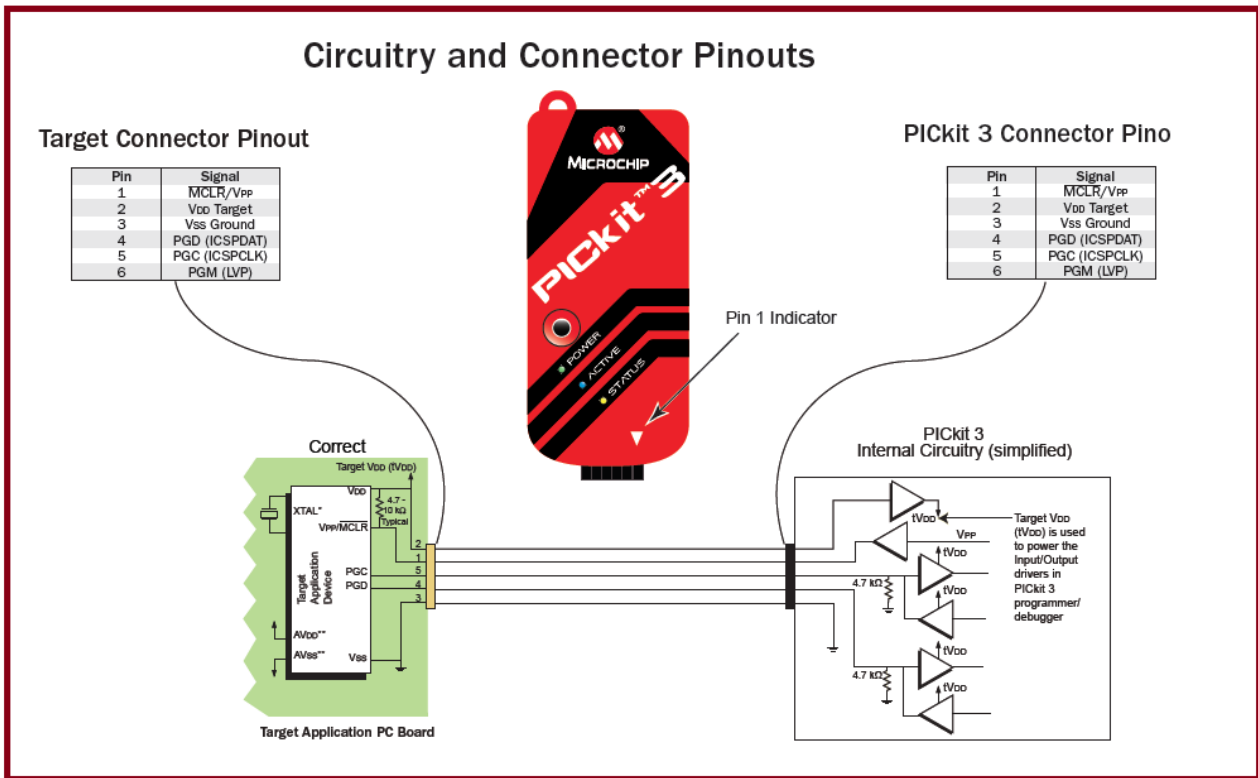 Circuitry and Connector Pinouts
Target Connector Pinout
Pin Signal
1 MCLR/VPP
2 VDD Target
3 Vss Ground
4 PGD (ICSPDAT)
5 PGC (ICSPCLK)
6 PGM (LVP)
MICROCHIP
®
PICkit™ 3
POWER
ACTIVE
STATUS
Pin 1 Indicator
PICkit 3 Connector Pino
Pin Signal
1 MCLR/VPP
2 VDD Target
3 Vss Ground
4 PGD (ICSPDAT)
5 PGC (ICSPCLK)
6 PGM (LVP)
Correct
Target VDD (tVDD)
VDD
4.7 -
10 kΩ
Typical
XTAL*
VPP/MCLR
Target
Application
Device
PGC
PGD
AVDD**
AVss**
Vss
2
1
5
4
3
Target Application PC Board
PICkit 3
Internal Circuitry (simplified)
tVDD
Target VDD
(tVDD) is used
to power the
Input/Output
drivers in
PICkit 3
programmer/
debugger
VPP
tVDD
4.7 kΩ
tVDD
tVDD
4.7 kΩ
tVDD